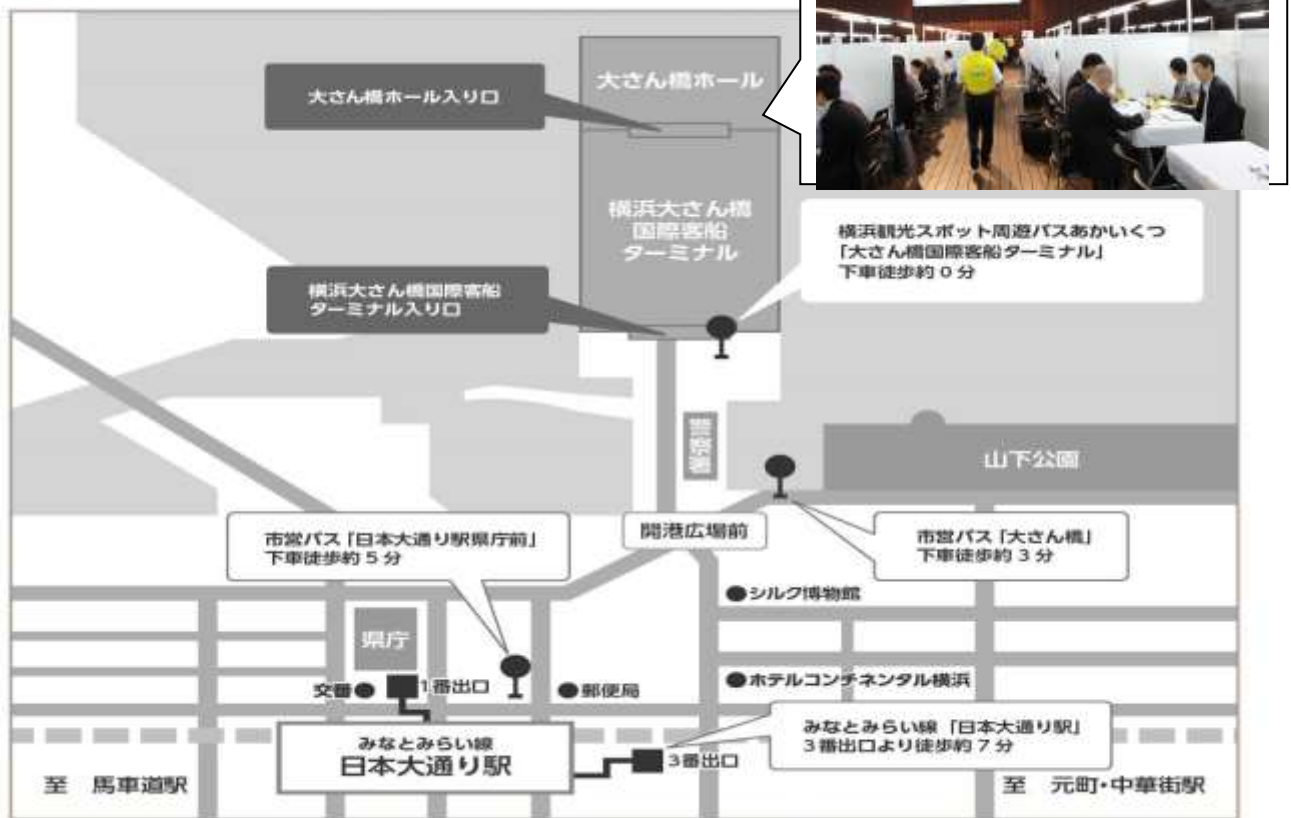 大さん橋ホール
大さん橋ホール入り口
横浜大さん橋
国際客船
ターミナル
横浜観光スポット周遊バスあかいくつ
「大さん橋国際客船ターミナル」
下車徒歩約0分
横浜大さん橋国際客船
ターミナル入り口
山下公園
開港広場前
市営バス「日本大通り駅県庁前」
下車徒歩約5分
市営バス「大さん橋」
下車徒歩約3分
●シルク博物館
県庁
交番●
1番出口
●郵便局
●ホテルコンチネンタル横浜
みなとみらい線
日本大通り駅
3番出口
みなとみらい線「日本大通り駅」
3番出口より徒歩約7分
至 馬車道駅
至 元町・中華街駅